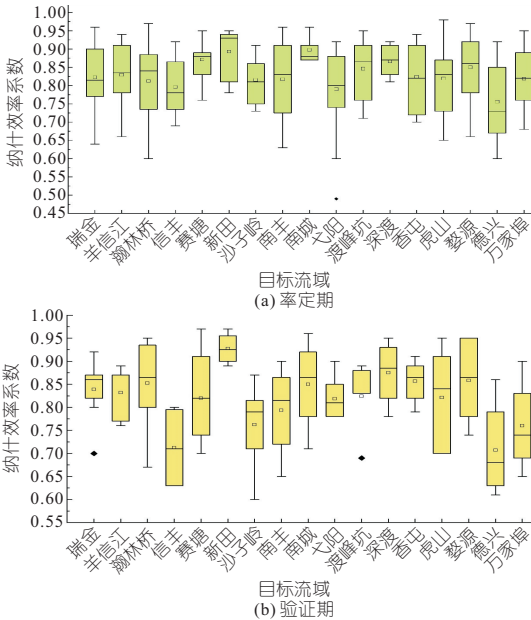 纳什效率系数
1.00
0.95
0.90
0.85
0.80
0.75
0.70
0.65
0.60
0.55
0.50
0.45
瑞金 羊信江 瀚林桥 信丰 赛塘 新田 沙子岭 南丰 南城 弋阳 渡峰坑 深渡 香屯 虎山 婺源 德兴 万家埠
目标流域
(a) 率定期
纳什效率系数
1.00
0.95
0.90
0.85
0.80
0.75
0.70
0.65
0.60
0.55
瑞金 羊信江 瀚林桥 信丰 赛塘 新田 沙子岭 南丰 南城 弋阳 渡峰坑 深渡 香屯 虎山 婺源 德兴 万家埠
目标流域
(b) 验证期